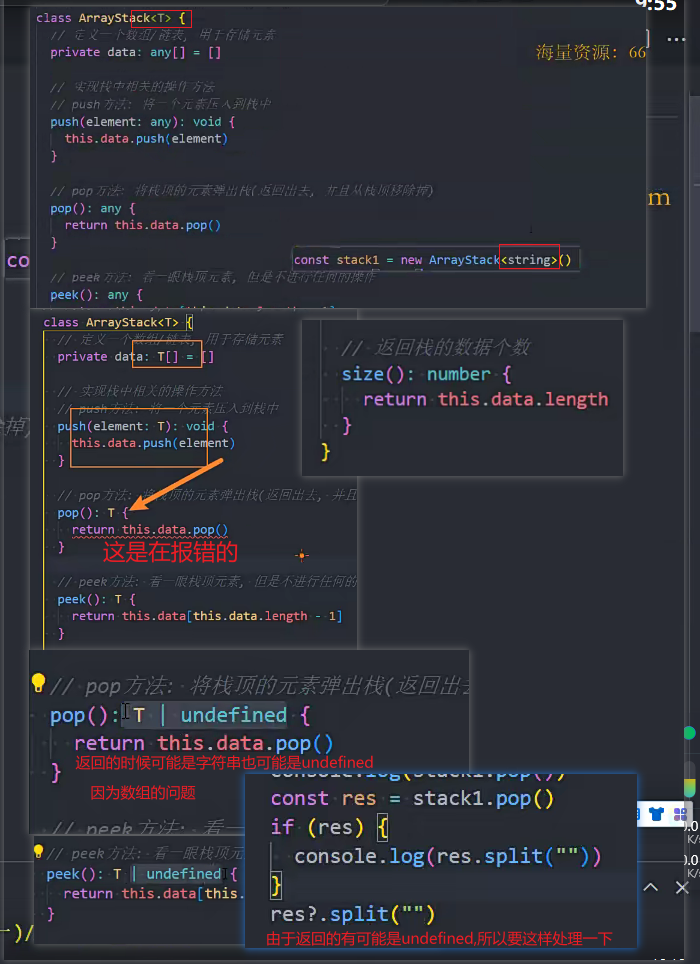 9:55
class ArrayStack<T> {
// 定义一个数组/链表, 用于存储元素
private data: any[] = []
海量资源: 66
// 实现栈中相关的操作方法
// push方法: 将一个元素压入到栈中
push(element: any): void {
this.data.push(element)
}
// pop方法: 将栈顶的元素弹出栈(返回出去, 并且从栈顶移除掉)
pop(): any {
return this.data.pop()
}
m
co
const stack1 = new ArrayStack<string>()
// peek方法: 看一眼栈顶元素, 但是不进行任何的操作
peek(): any {
class ArrayStack<T> {
// 定义一个数组/链表, 用于存储元素
private data: T[] = []
// 实现栈中相关的操作方法
// push方法: 将一个元素压入到栈中
push(element: T): void {
this.data.push(element)
}
// pop方法: 将栈顶的元素弹出栈(返回出去, 并且
pop(): T {
return this.data.pop()
}
这是在报错的
// peek方法: 看一眼栈顶元素, 但是不进行任何的
peek(): T {
return this.data[this.data.length - 1]
}
// 返回栈的数据个数
size(): number {
return this.data.length
}
}
除掉)
// pop方法: 将栈顶的元素弹出栈(返回出去
pop(): T | undefined {
return this.data.pop()
}
返回的时候可能是字符串也可能是undefined
因为数组的问题
// peek方法: 看一
// peek方法: 看一眼栈顶元
peek(): T | undefined {
return this.data[this.
}
console.log(stack1.pop())
const res = stack1.pop()
if (res) {
console.log(res.split(""))
}
res?.split("")
由于返回的有可能是undefined,所以要这样处理一下
0.0
K/
0.0
K/
)/